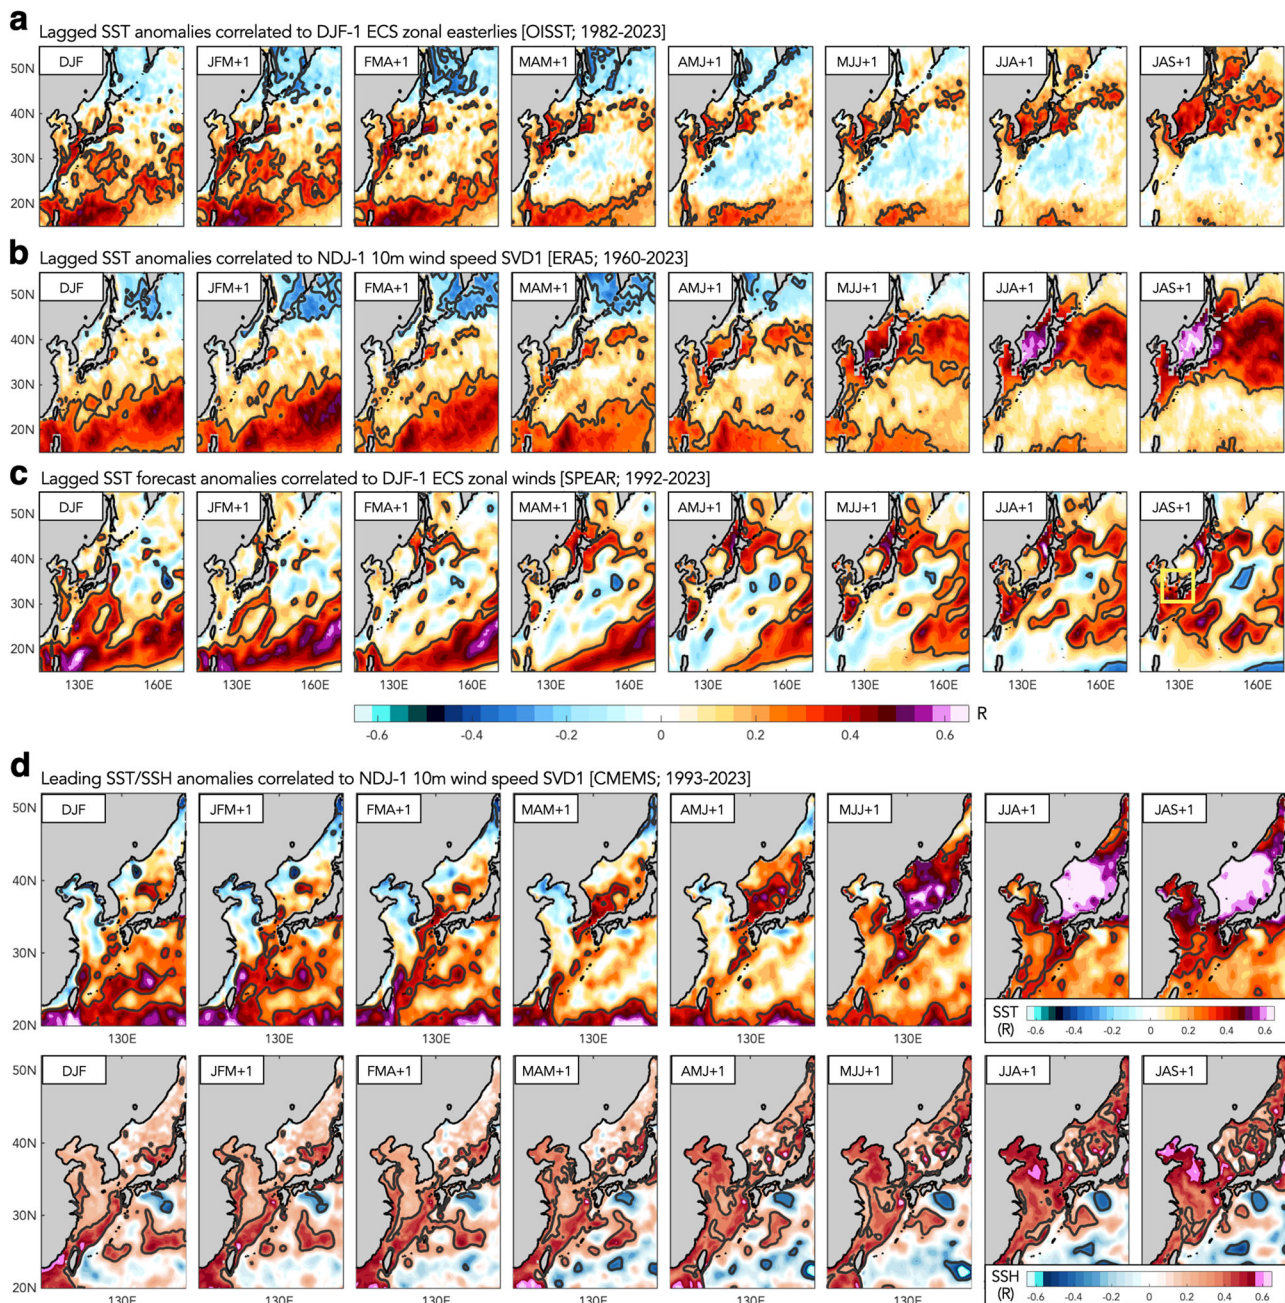 a Lagged SST anomalies correlated to DJF-1 ECS zonal easterlies [OISST; 1982-2023]
DJF JFM+1 FMA+1 MAM+1 AMJ+1 MJJ+1 JJA+1 JAS+1
50N
40N
30N
20N
b Lagged SST anomalies correlated to NDJ-1 10m wind speed SVD1 [ERA5; 1960-2023]
DJF JFM+1 FMA+1 MAM+1 AMJ+1 MJJ+1 JJA+1 JAS+1
50N
40N
30N
20N
c Lagged SST forecast anomalies correlated to DJF-1 ECS zonal winds [SPEAR; 1992-2023]
DJF JFM+1 FMA+1 MAM+1 AMJ+1 MJJ+1 JJA+1 JAS+1
50N
40N
30N
20N
130E 160E 130E 160E 130E 160E 130E 160E 130E 160E 130E 160E 130E 160E 130E 160E
R
-0.6 -0.4 -0.2 0 0.2 0.4 0.6
d Leading SST/SSH anomalies correlated to NDJ-1 10m wind speed SVD1 [CMEMS; 1993-2023]
50N DJF JFM+1 FMA+1 MAM+1 AMJ+1 MJJ+1 JJA+1 JAS+1
40N
30N
20N
SST
(R)
-0.6 -0.4 -0.2 0 0.2 0.4 0.6
130E 130E 130E 130E 130E 130E
50N DJF JFM+1 FMA+1 MAM+1 AMJ+1 MJJ+1 JJA+1 JAS+1
40N
30N
20N
SSH
(R)
-0.6 -0.4 -0.2 0 0.2 0.4 0.6
130E 130E 130E 130E 130E 130E